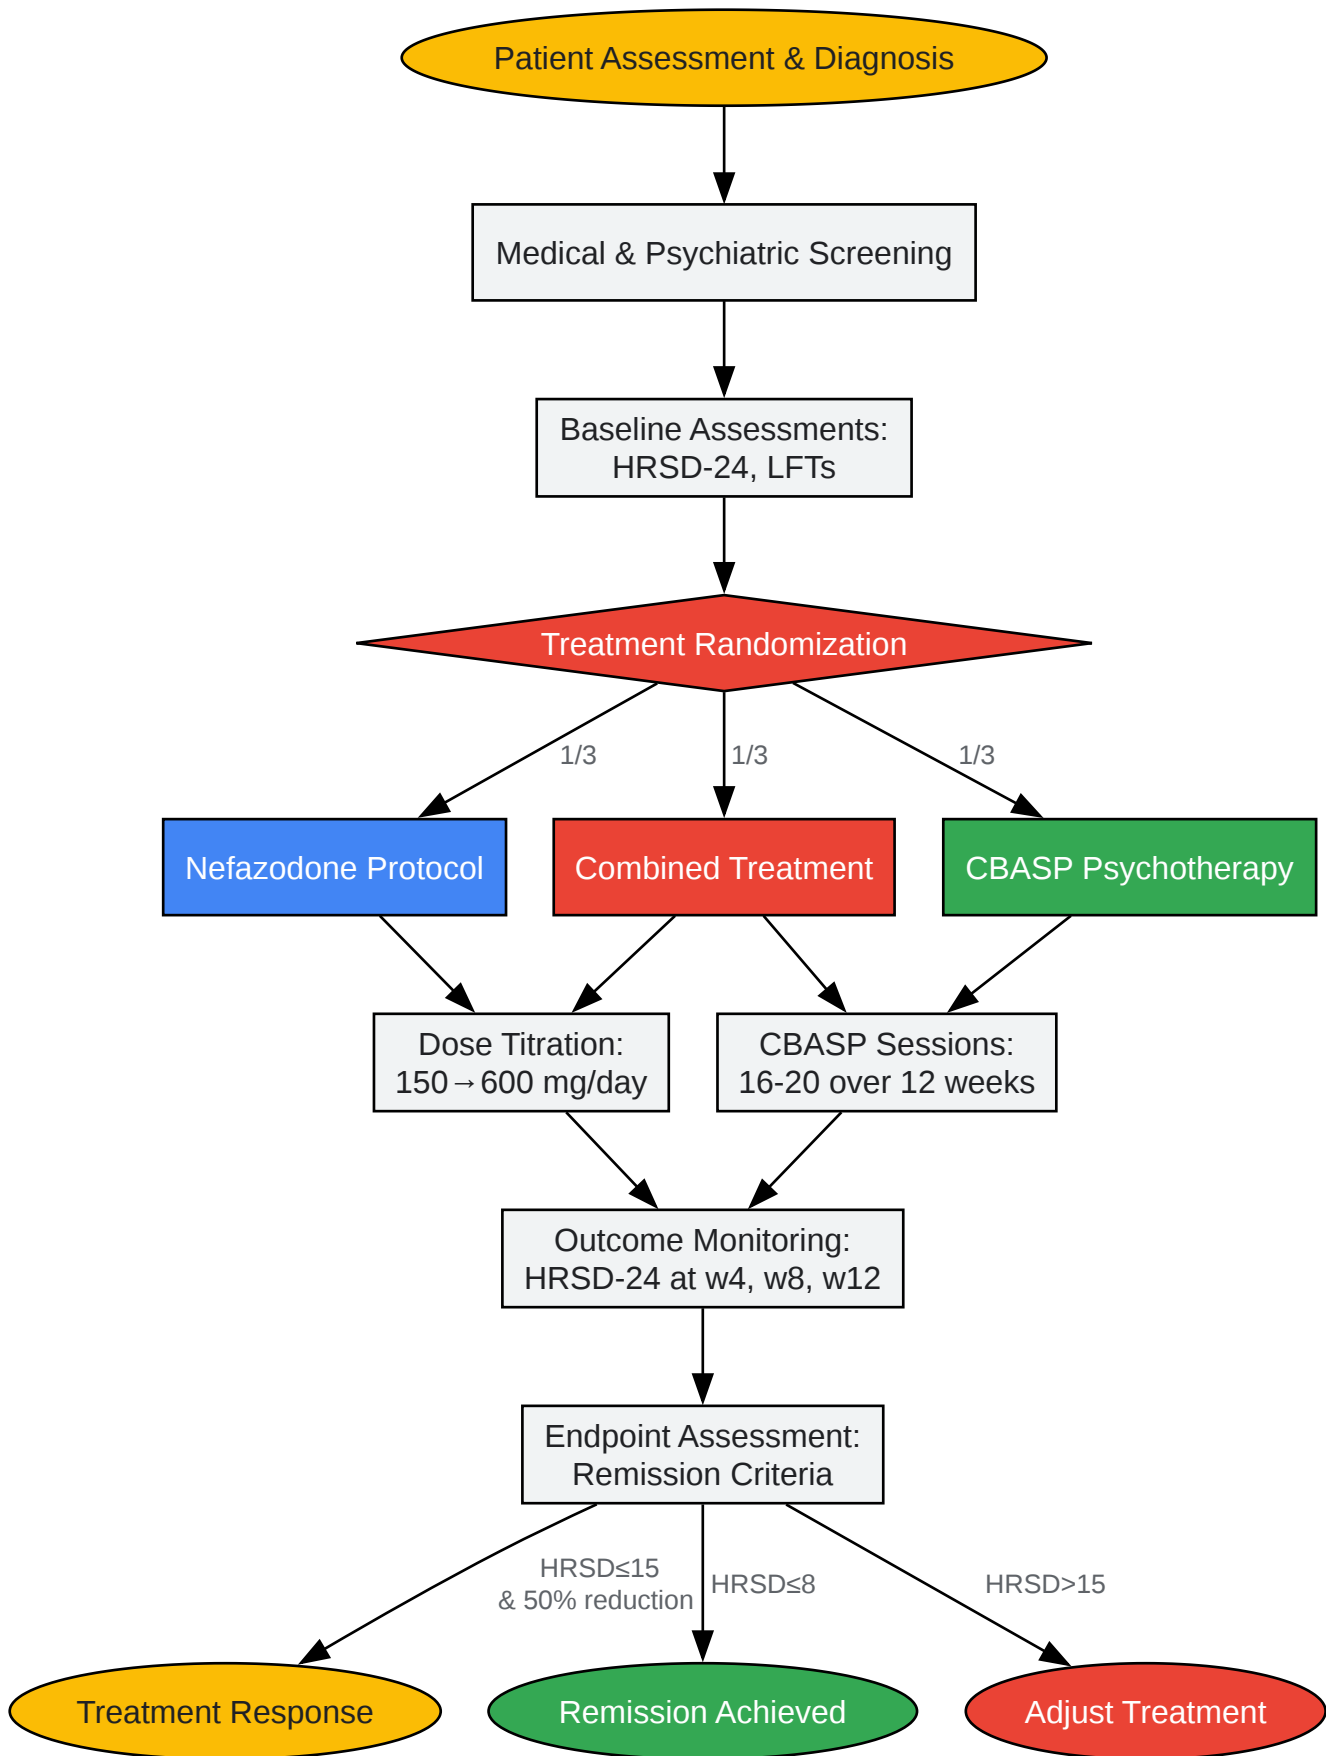 Patient Assessment & Diagnosis
Medical & Psychiatric Screening
Baseline Assessments:
HRSD-24, LFTs
Treatment Randomization
1/3
1/3
1/3
Nefazodone Protocol
Combined Treatment
CBASP Psychotherapy
Dose Titration:
150→600 mg/day
CBASP Sessions:
16-20 over 12 weeks
Outcome Monitoring:
HRSD-24 at w4, w8, w12
Endpoint Assessment:
Remission Criteria
HRSD≤15
& 50% reduction
HRSD≤8
HRSD>15
Treatment Response
Remission Achieved
Adjust Treatment